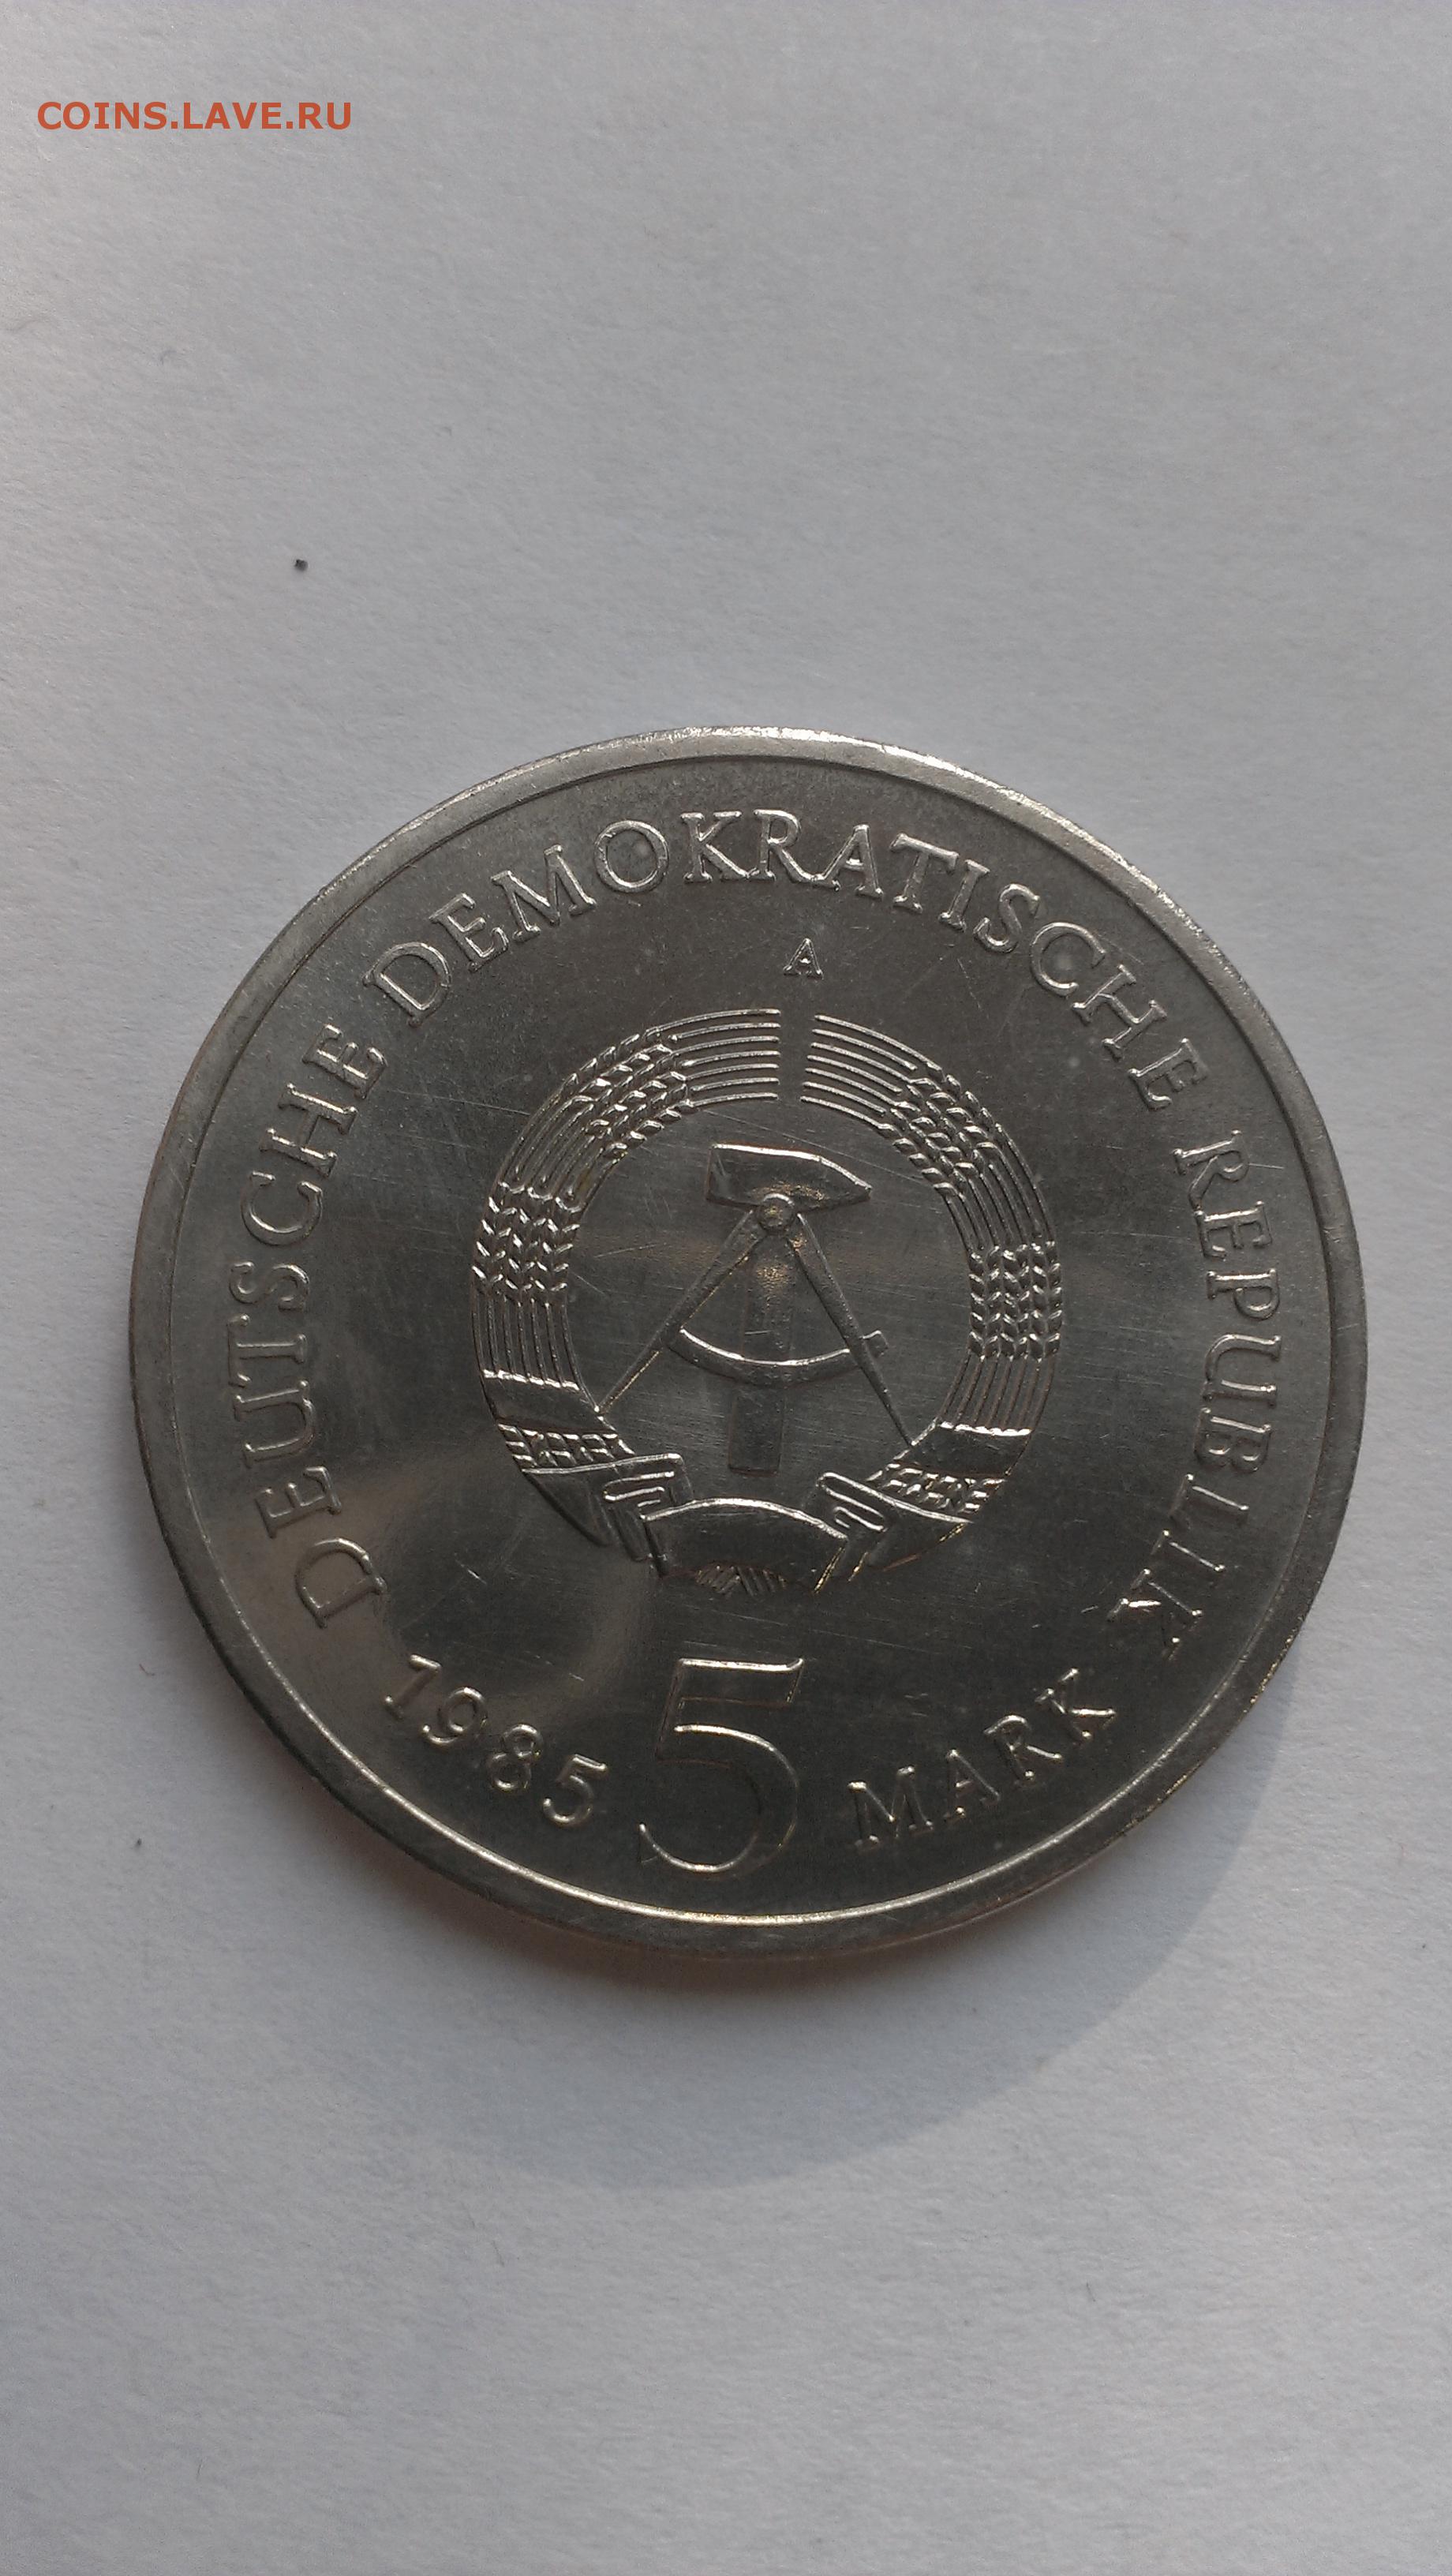 COINS.LAVE.RU
DEUTSCHE DEMOKRATISCHE REPUBLIK
A
1985 5 MARK